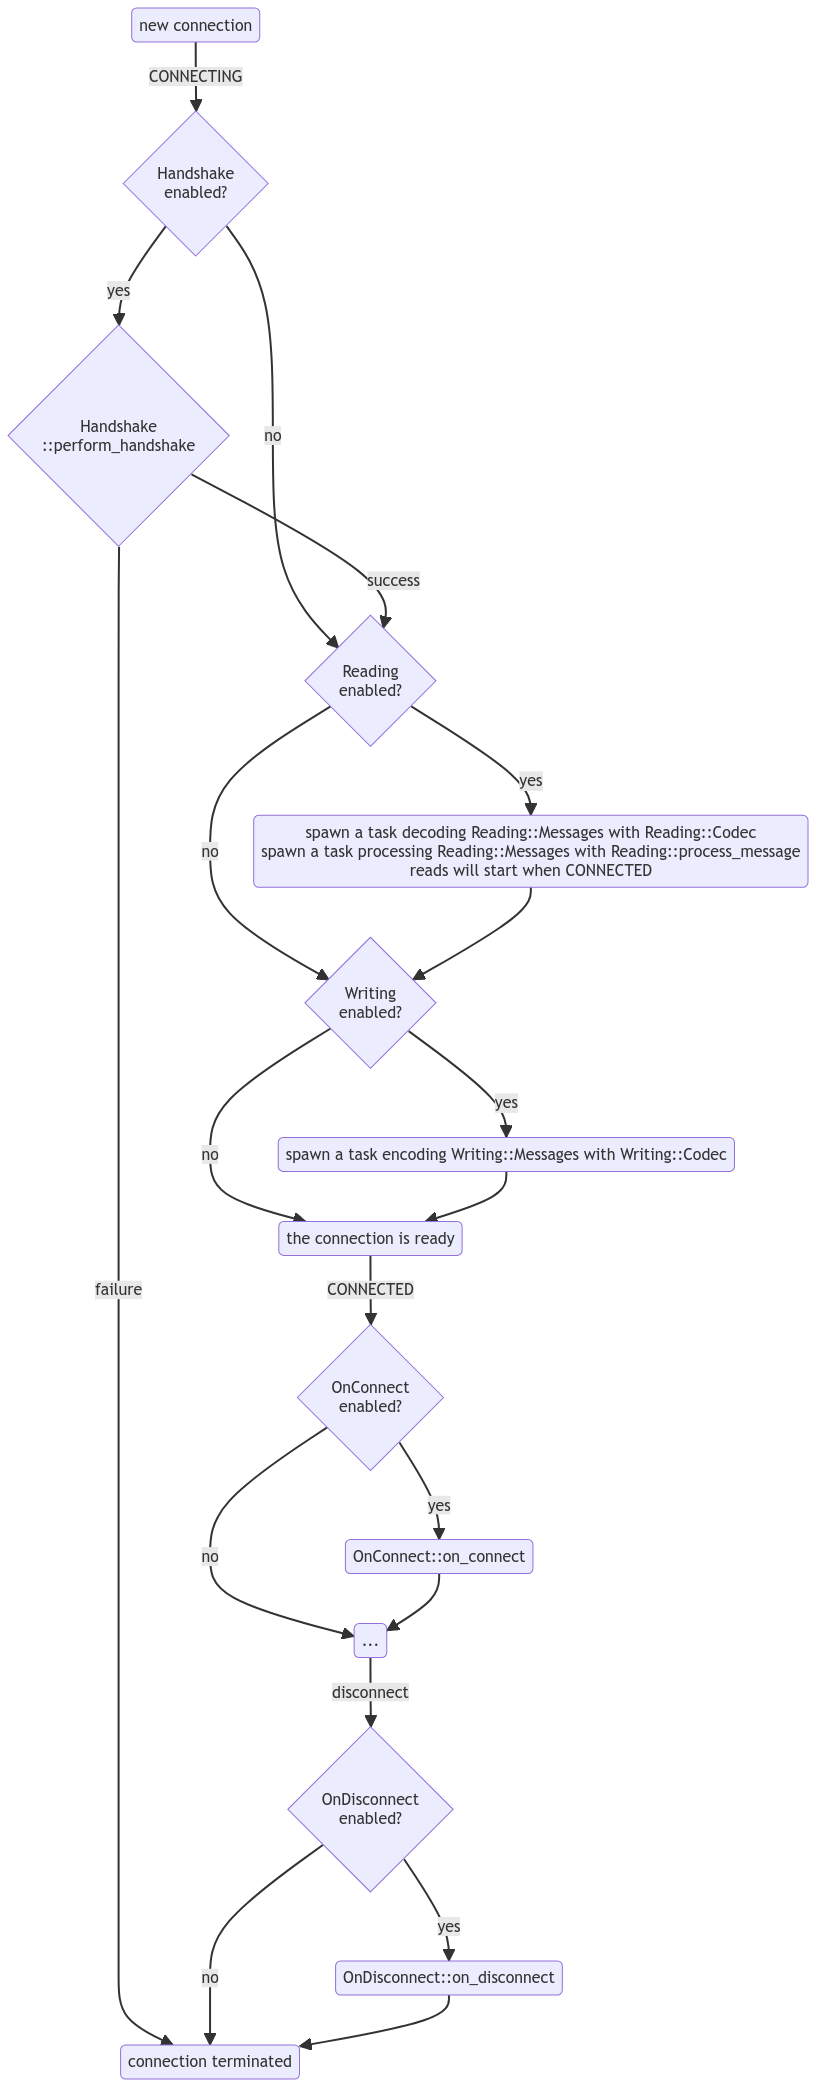 new connection
CONNECTING
Handshake
enabled?
yes
Handshake
::perform_handshake
no
success
Reading
enabled?
yes
spawn a task decoding Reading::Messages with Reading::Codec
spawn a task processing Reading::Messages with Reading::process_message
reads will start when CONNECTED
no
Writing
enabled?
yes
no
spawn a task encoding Writing::Messages with Writing::Codec
the connection is ready
failure
CONNECTED
OnConnect
enabled?
yes
no
OnConnect::on_connect
...
disconnect
OnDisconnect
enabled?
yes
no
OnDisconnect::on_disconnect
connection terminated